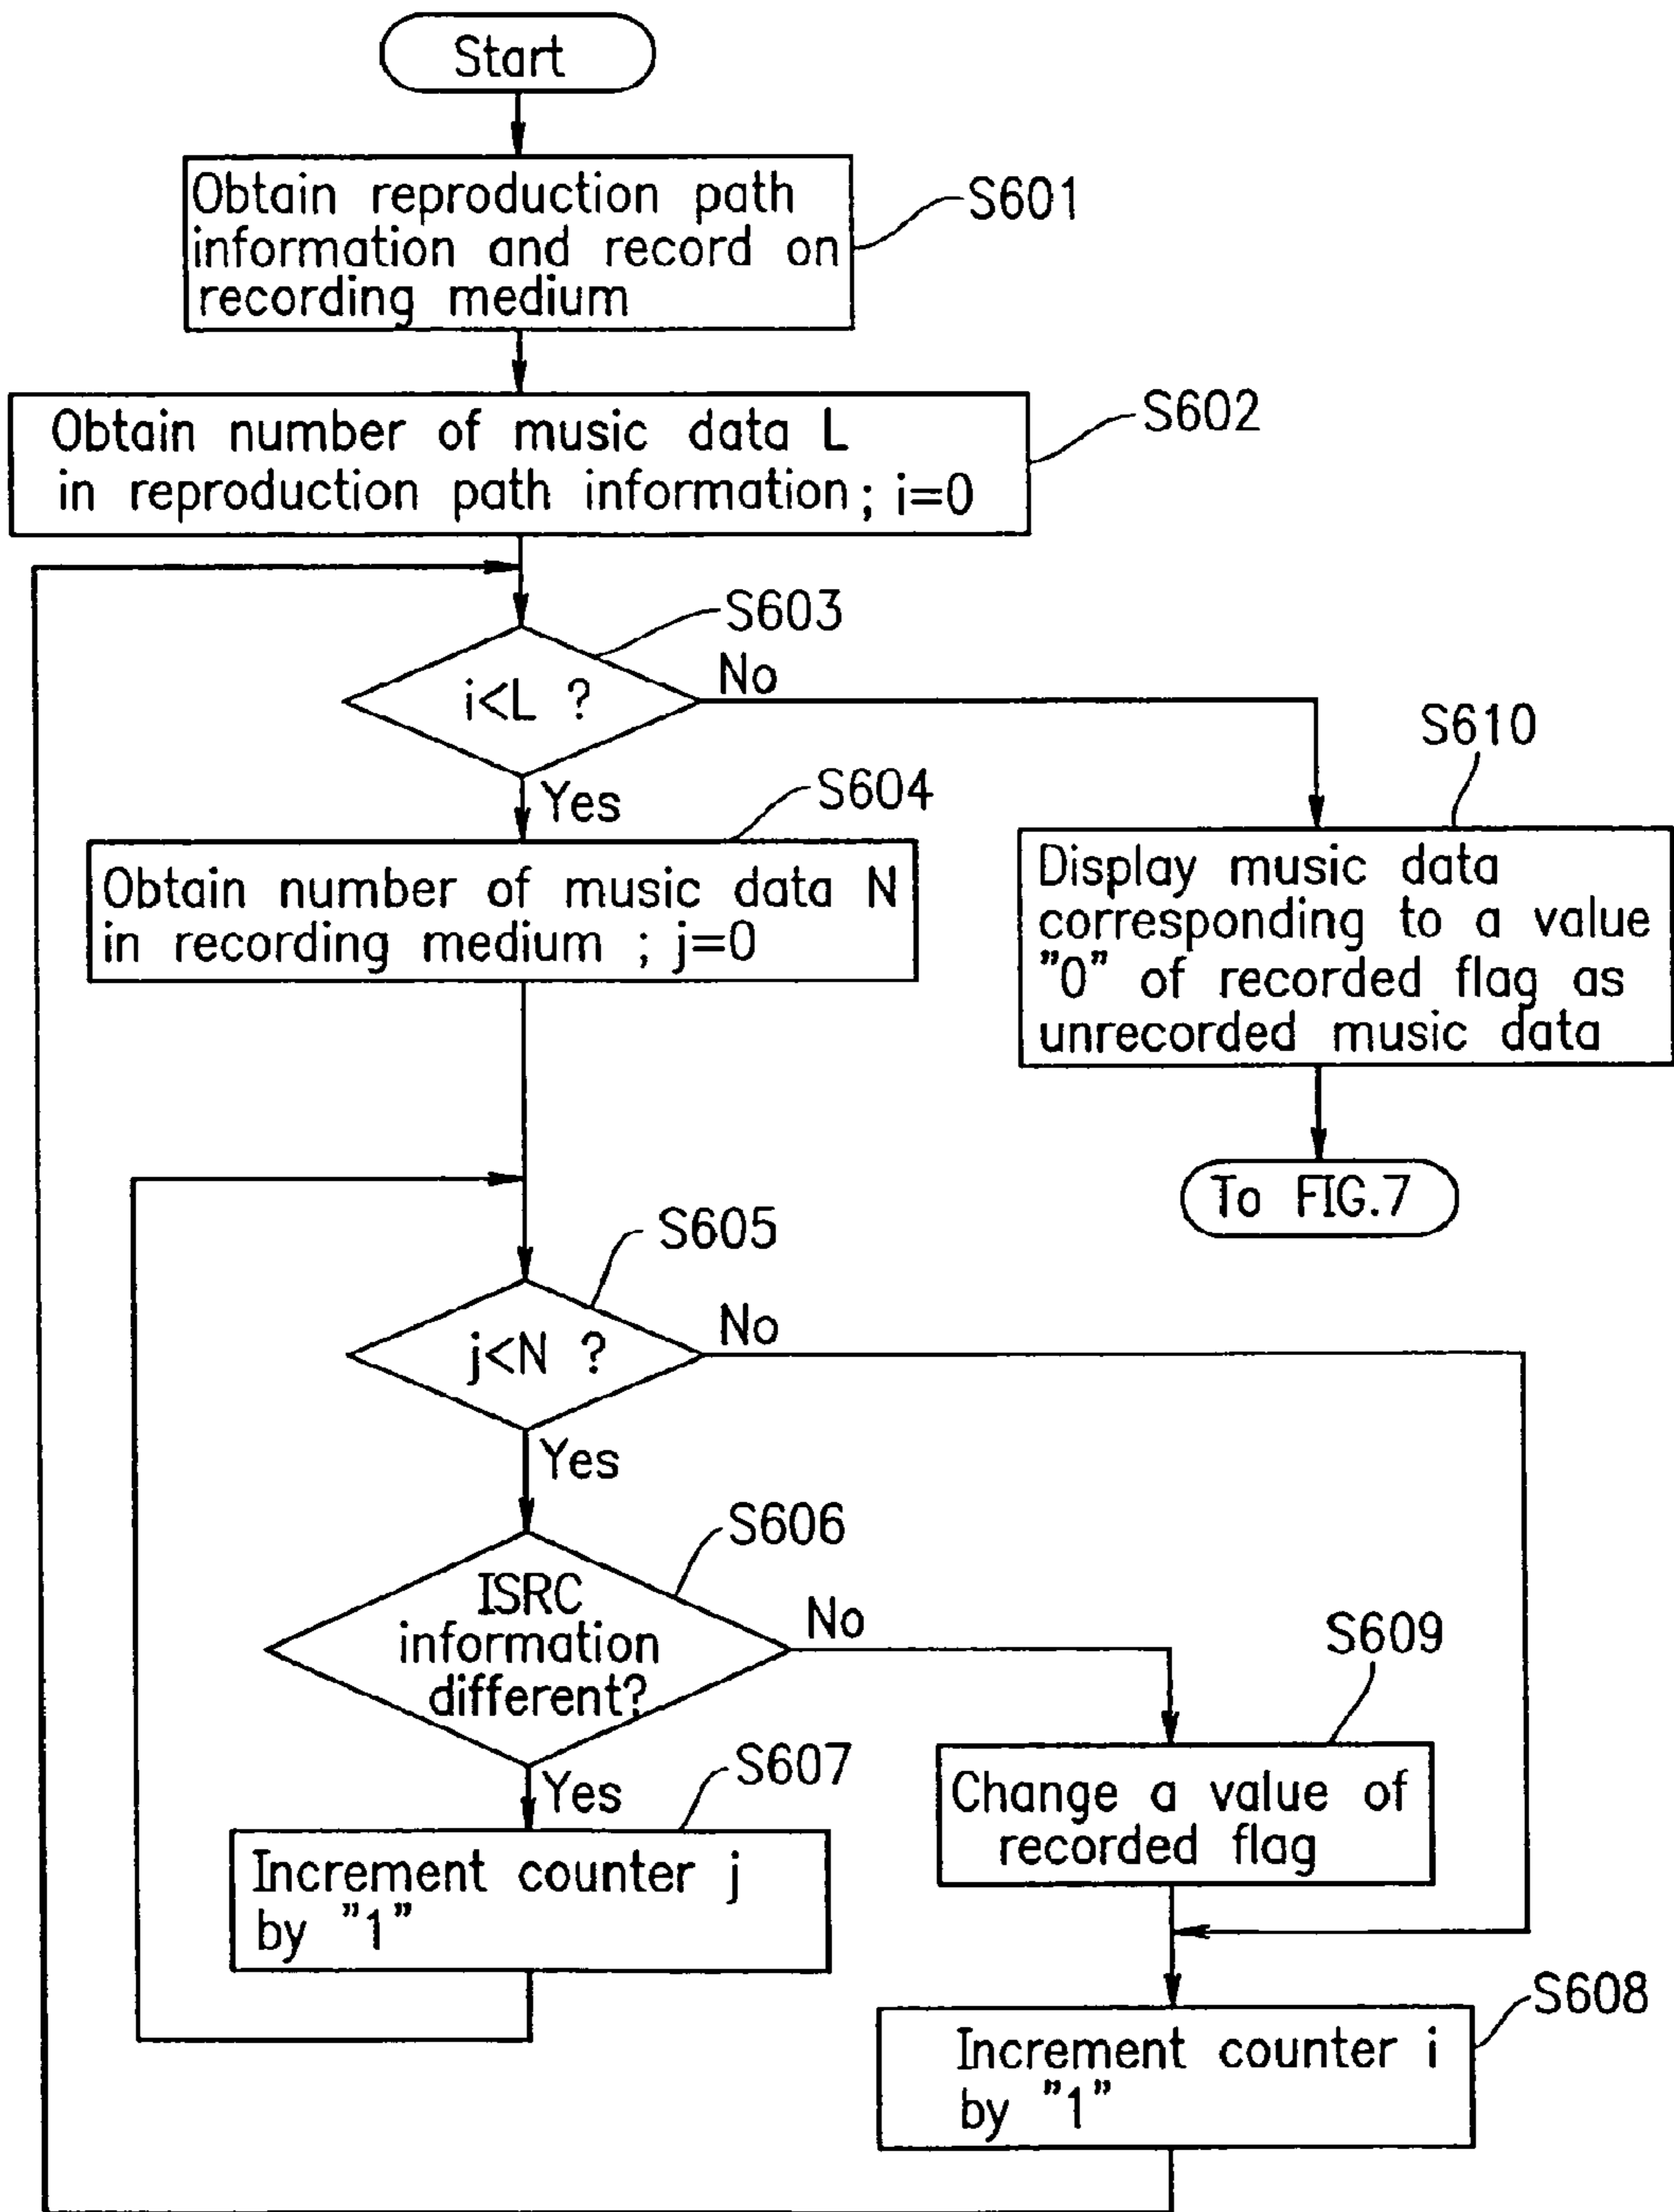 Start
Obtain reproduction path
information and record on
recording medium
S601
Obtain number of music data L
in reproduction path information ; i=0
S602
S603
i<L ?
No
Yes
S604
Obtain number of music data N
in recording medium ; j=0
S610
Display music data
corresponding to a value
"0" of recorded flag as
unrecorded music data
To FIG.7
S605
j<N ?
No
Yes
S606
ISRC
information
different?
No
Yes
S607
Increment counter j
by "1"
S609
Change a value of
recorded flag
S608
Increment counter i
by "1"